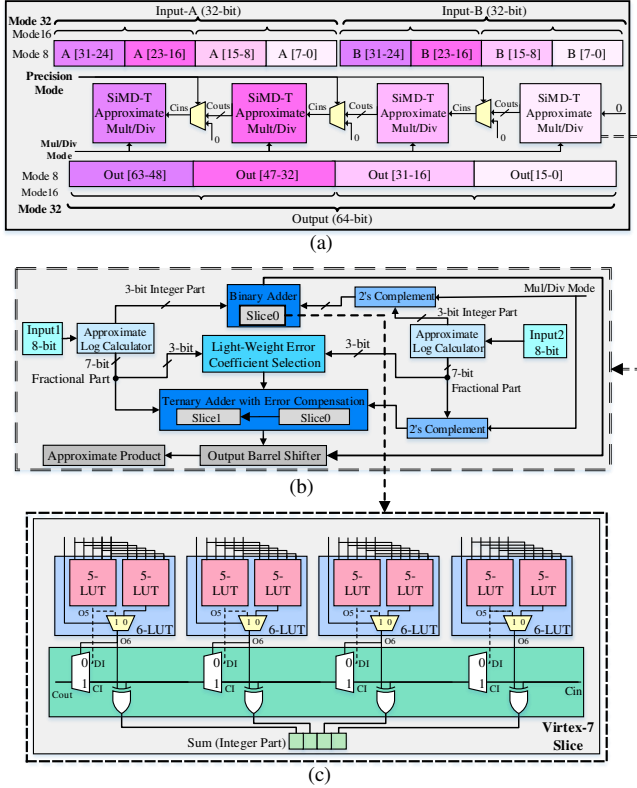 Input-A (32-bit) Input-B (32-bit)
Mode 32
Mode16
Mode 8 A [31-24] A [23-16] A [15-8] A [7-0] B [31-24] B [23-16] B [15-8] B [7-0]
Precision
Mode
SiMD-T
Approximate
Mult/Div
Cins
Couts
0
SiMD-T
Approximate
Mult/Div
Cins
Couts
0
SiMD-T
Approximate
Mult/Div
Cins
Couts
0
SiMD-T
Approximate
Mult/Div
0
Mul/Div
Mode
Mode 8 Out [63-48] Out [47-32] Out [31-16] Out[15-0]
Mode16
Mode 32
Output (64-bit)
(a)
3-bit Integer Part
Binary Adder
Slice0
2's Complement
Mul/Div Mode
3-bit Integer Part
Input1
8-bit
Approximate
Log Calculator
Approximate
Log Calculator
Input2
8-bit
7-bit
Fractional Part
3-bit
Light-Weight Error
Coefficient Selection
3-bit
7-bit
Fractional Part
Ternary Adder with Error Compensation
Slice1 Slice0
2's Complement
Approximate Product
Output Barrel Shifter
(b)
5-
LUT
5-
LUT
O5
1 0
6-LUT
O6
5-
LUT
5-
LUT
O5
1 0
6-LUT
O6
5-
LUT
5-
LUT
O5
1 0
6-LUT
O6
5-
LUT
5-
LUT
O5
1 0
6-LUT
O6
0
1
DI
CI
0
1
DI
CI
0
1
DI
CI
0
1
DI
CI
Cout
Cin
Sum (Integer Part)
Virtex-7
Slice
(c)